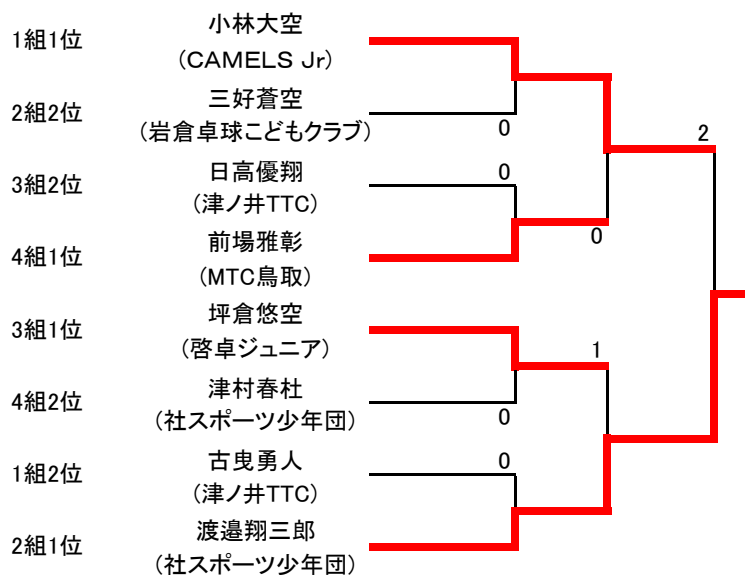 1組1位
小林大空
(CAMELS Jr)
2組2位
三好蒼空
(岩倉卓球こどもクラブ)
0
2
3組2位
日高優翔
(津ノ井TTC)
0
4組1位
前場雅彰
(MTC鳥取)
0
3組1位
坪倉悠空
(啓卓ジュニア)
1
4組2位
津村春杜
(社スポーツ少年団)
0
1組2位
古曵勇人
(津ノ井TTC)
0
2組1位
渡邉翔三郎
(社スポーツ少年団)